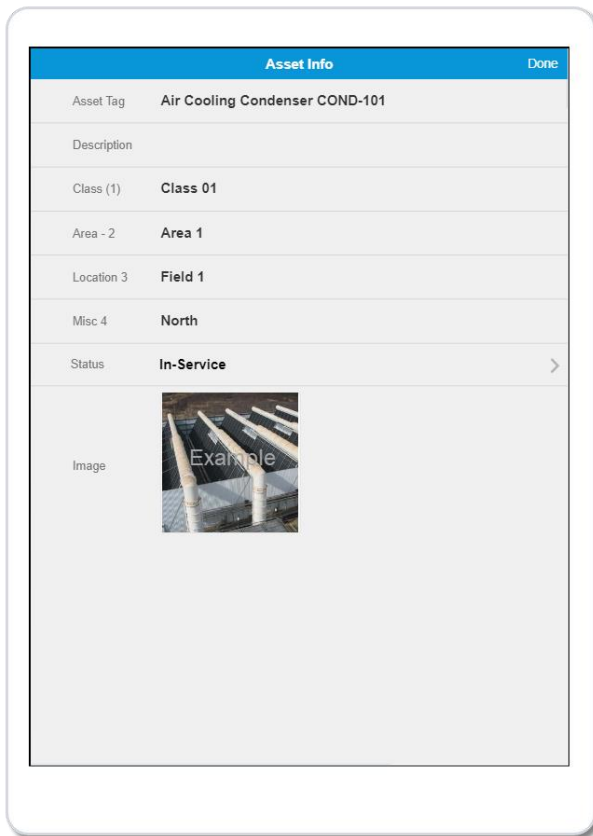 Asset Info Done
Asset Tag Air Cooling Condenser COND-101
Description
Class (1) Class 01
Area - 2 Area 1
Location 3 Field 1
Misc 4 North
Status In-Service
Image Example